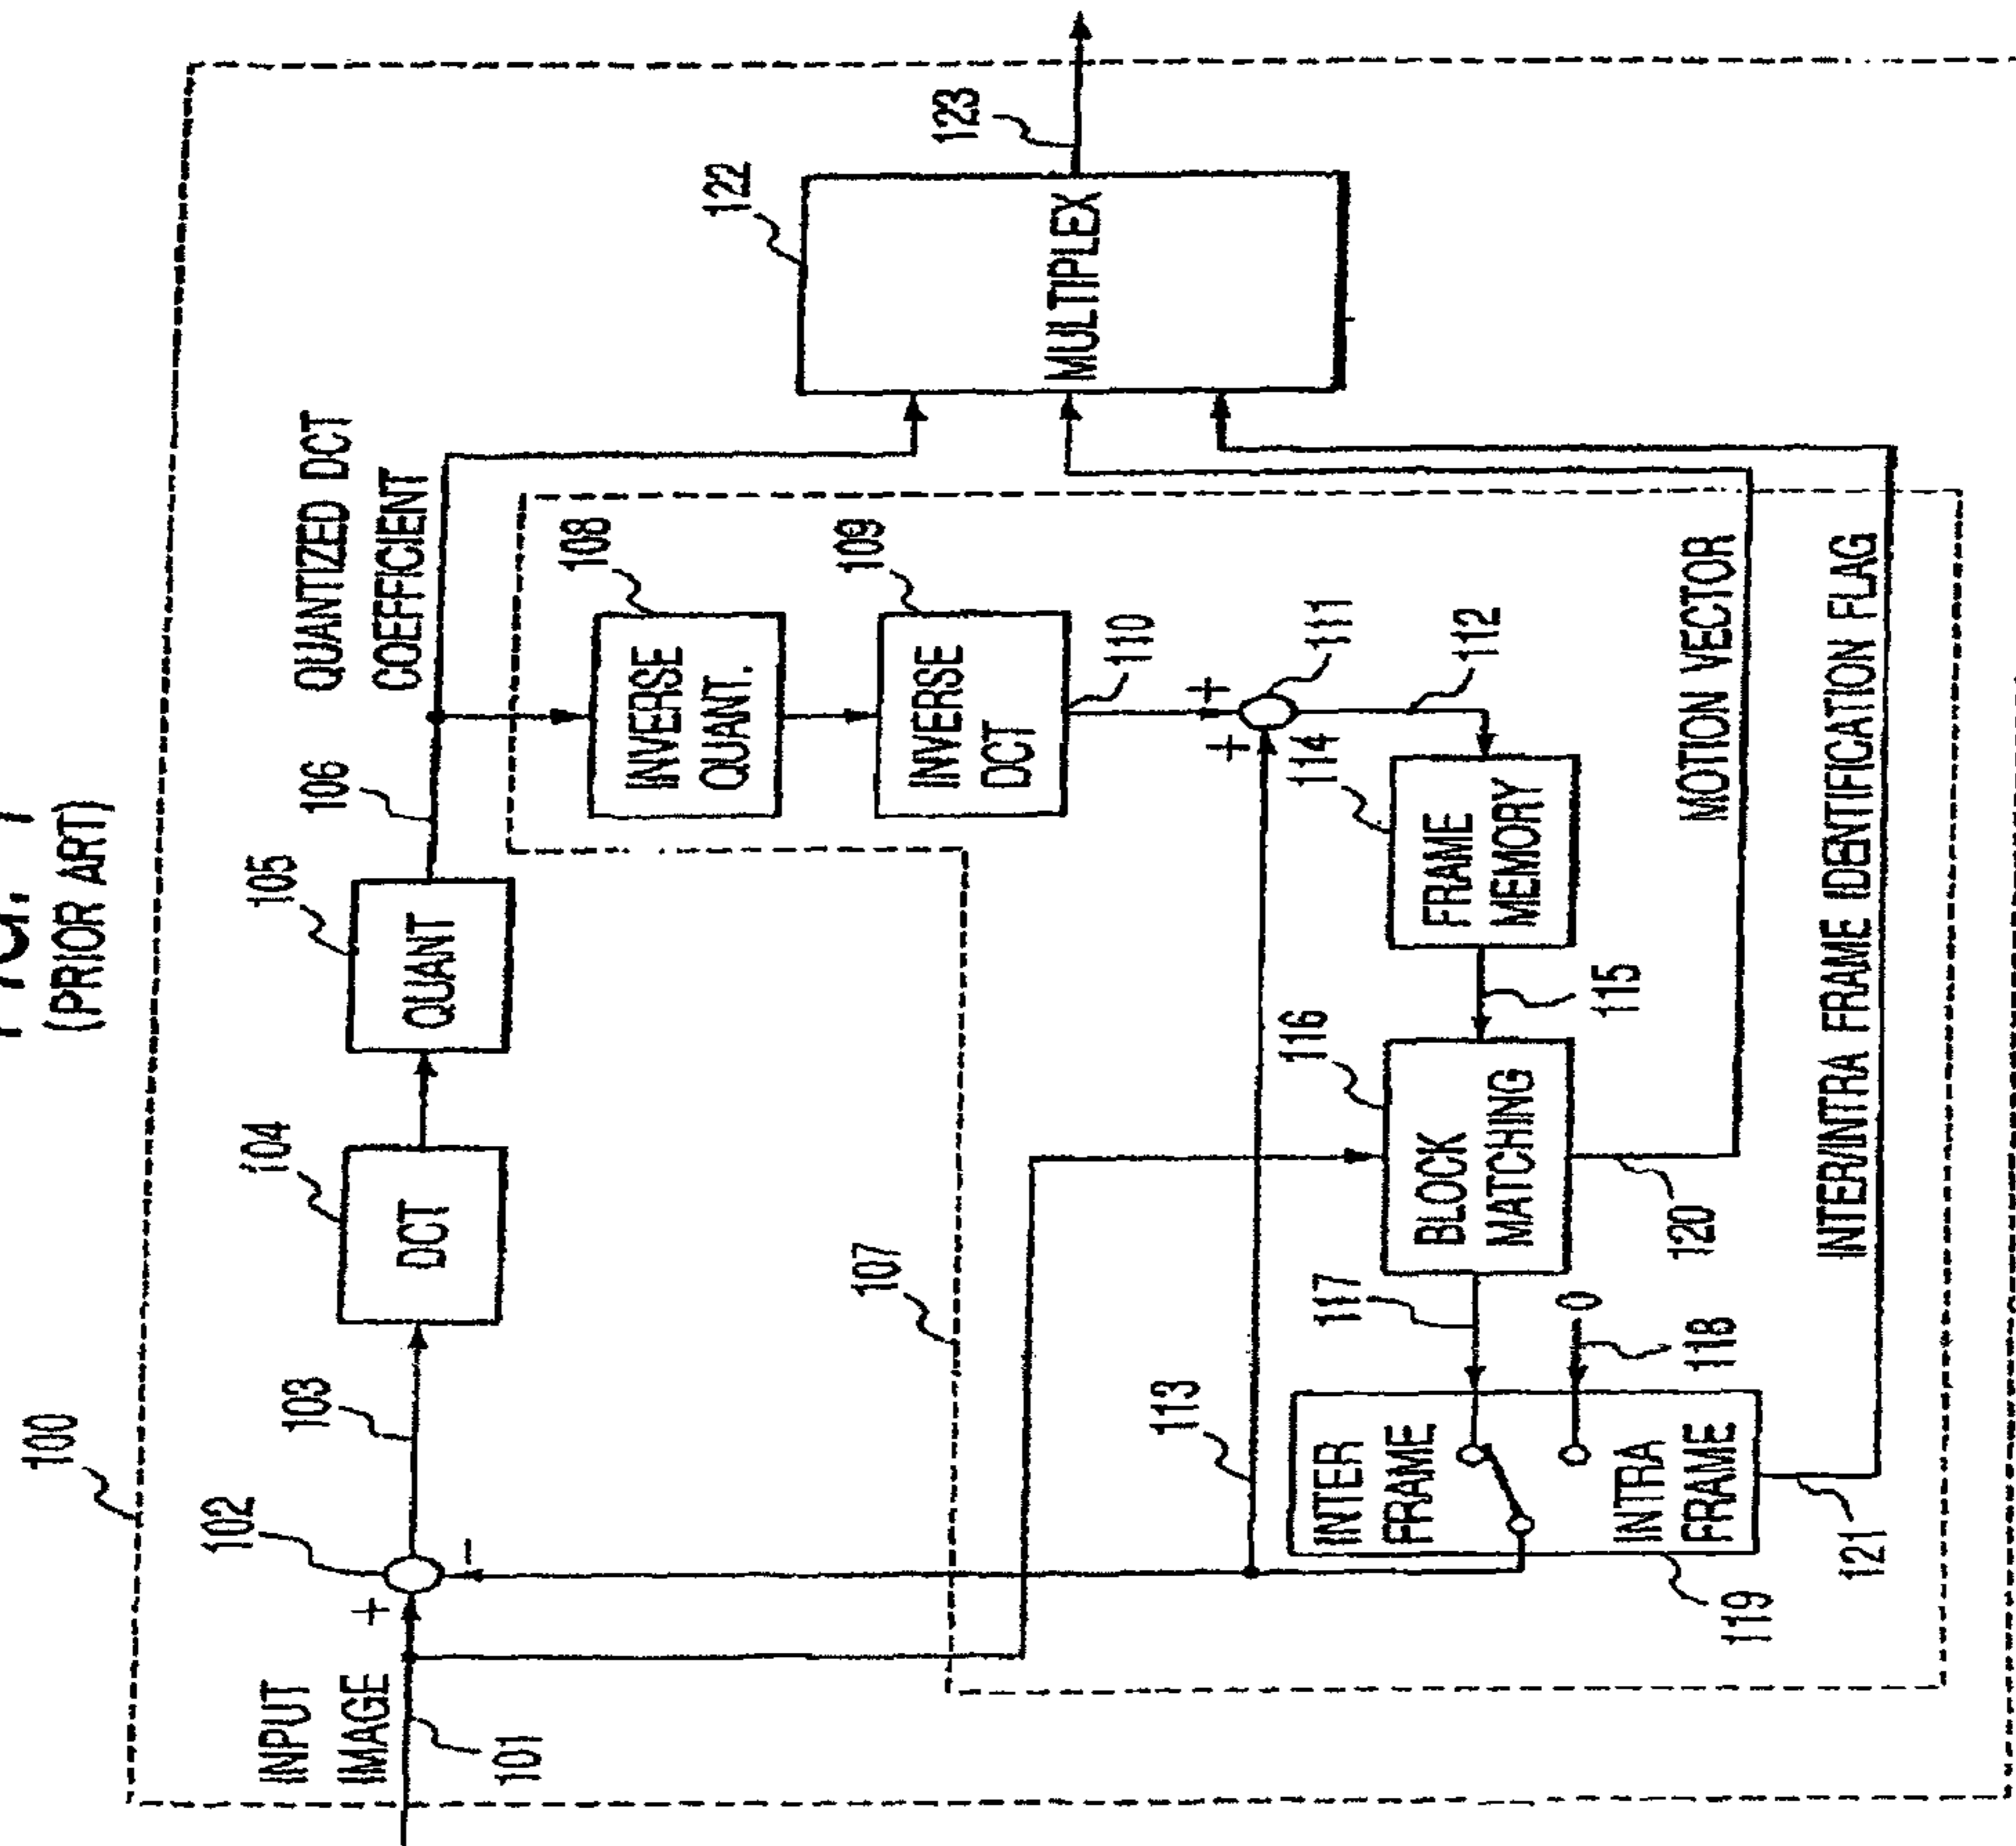 FIG. 1
(PRIOR ART)
100
INPUT
IMAGE
101
102
+
-
103
104
DCT
105
QUANT
106
QUANTIZED DCT
COEFFICIENT
107
108
INVERSE
QUANT.
109
INVERSE
DCT
110
+
+
111
112
113
114
FRAME
MEMORY
115
116
BLOCK
MATCHING
117
0
118
INTER
FRAME
INTRA
FRAME
119
120
MOTION VECTOR
121
INTER/INTRA FRAME IDENTIFICATION FLAG
122
MULTIPLEX
123